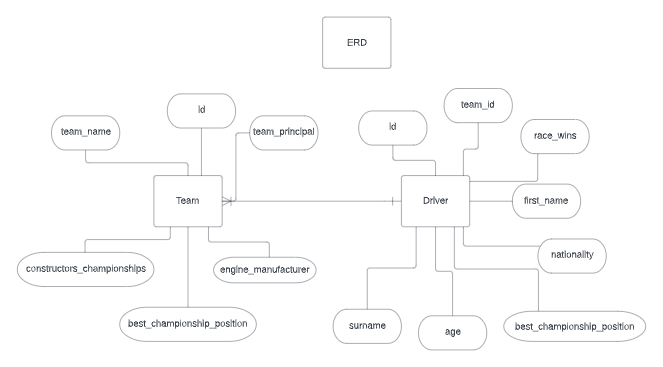 ERD
Id
team_name
team_principal
Id
team_id
race_wins
Team
Driver
first_name
nationality
constructors_championships
engine_manufacturer
best_championship_position
surname
age
best_championship_position